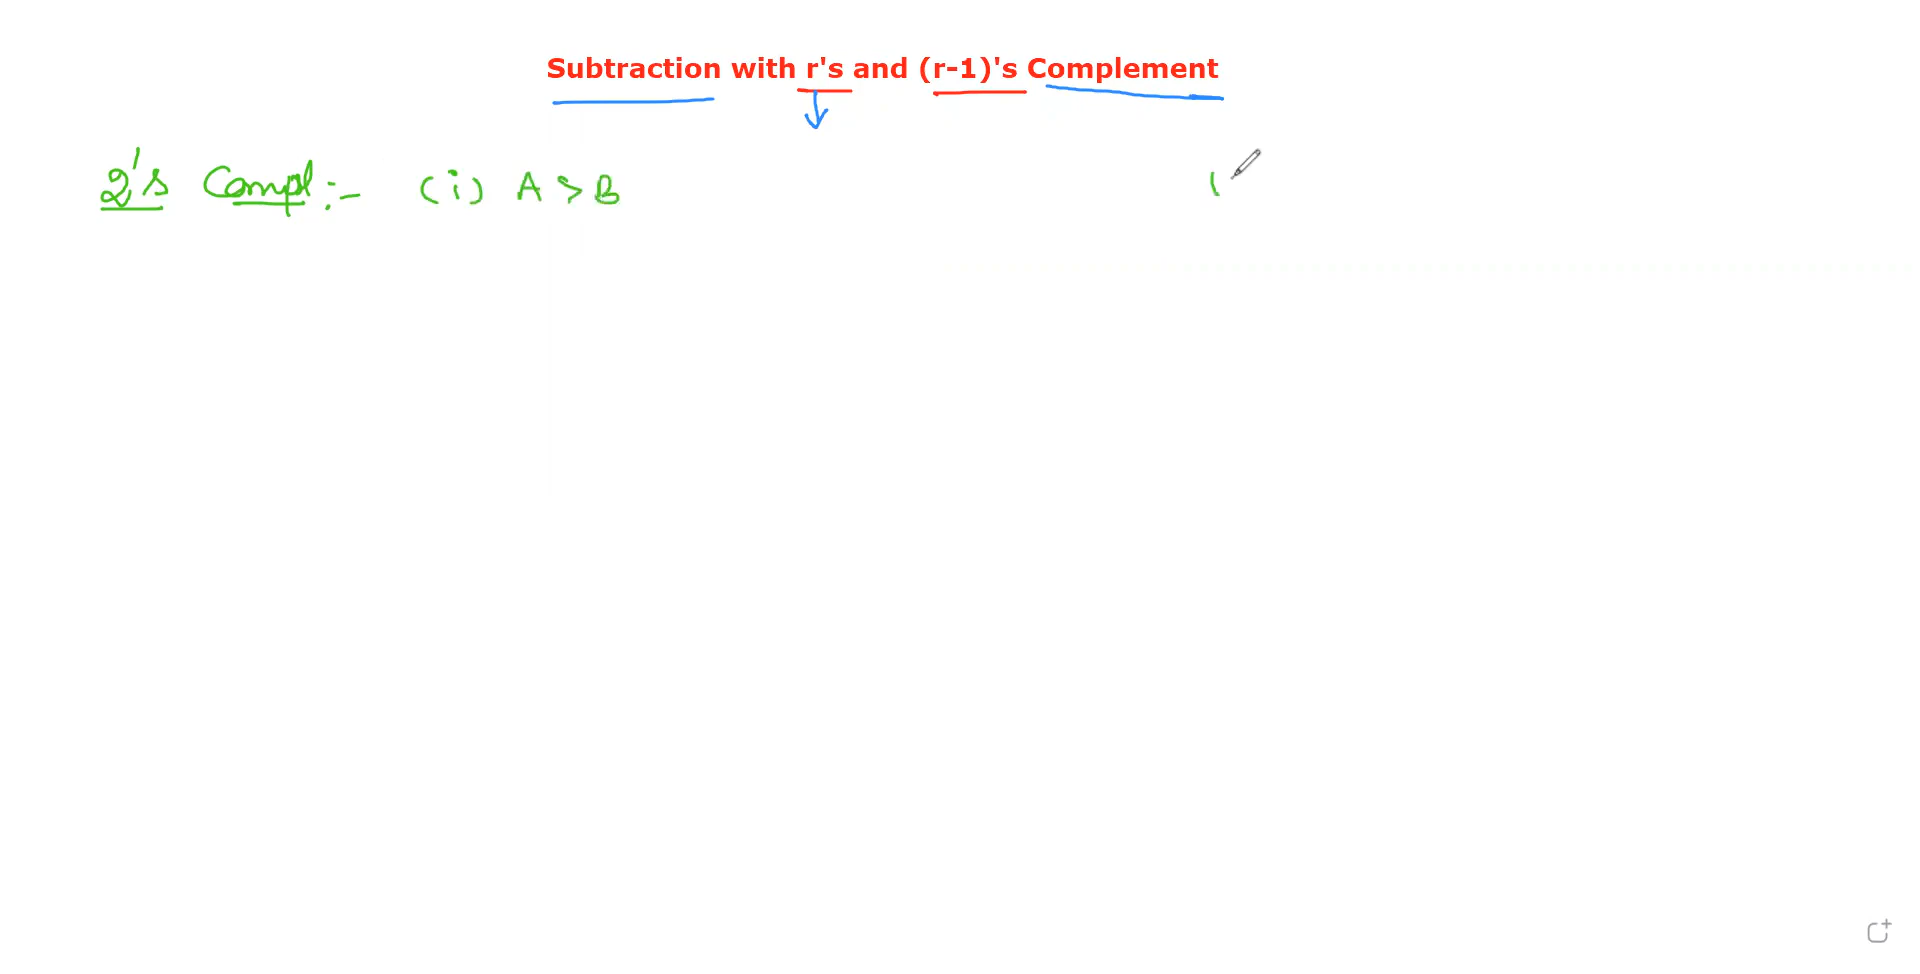 Subtraction with r's and (r-1)'s Complement
2's Compl :- (i) A > B (